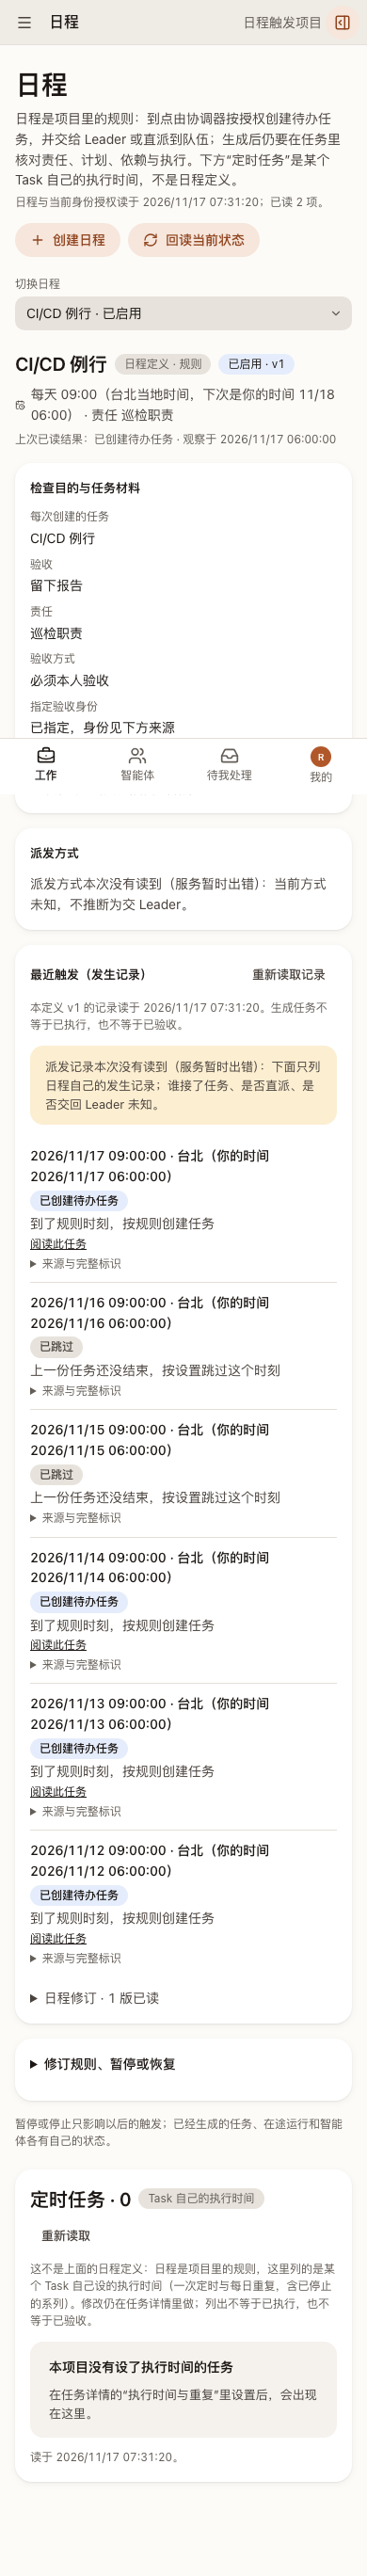 日程
日程触发项目
日程
日程是项目里的规则：到点由协调器按授权创建待办任
务，并交给 Leader 或直派到队伍；生成后仍要在任务里
核对责任、计划、依赖与执行。下方“定时任务”是某个
Task 自己的执行时间，不是日程定义。
日程与当前身份授权读于 2026/11/17 07:31:20；已读 2 项。
创建日程
回读当前状态
切换日程
CI/CD 例行 · 已启用
CI/CD 例行
日程定义 · 规则
已启用 · v1
每天 09:00（台北当地时间，下次是你的时间 11/18
06:00） · 责任 巡检职责
上次已读结果：已创建待办任务 · 观察于 2026/11/17 06:00:00
检查目的与任务材料
每次创建的任务
CI/CD 例行
验收
留下报告
责任
巡检职责
验收方式
必须本人验收
指定验收身份
已指定，身份见下方来源
工作
智能体
待我处理
R
我的
派发方式
派发方式本次没有读到（服务暂时出错）：当前方式
未知，不推断为交 Leader。
最近触发（发生记录）
重新读取记录
本定义 v1 的记录读于 2026/11/17 07:31:20。生成任务不
等于已执行，也不等于已验收。
派发记录本次没有读到（服务暂时出错）：下面只列
日程自己的发生记录；谁接了任务、是否直派、是
否交回 Leader 未知。
2026/11/17 09:00:00 · 台北（你的时间
2026/11/17 06:00:00）
已创建待办任务
到了规则时刻，按规则创建任务
阅读此任务
来源与完整标识
2026/11/16 09:00:00 · 台北（你的时间
2026/11/16 06:00:00）
已跳过
上一份任务还没结束，按设置跳过这个时刻
来源与完整标识
2026/11/15 09:00:00 · 台北（你的时间
2026/11/15 06:00:00）
已跳过
上一份任务还没结束，按设置跳过这个时刻
来源与完整标识
2026/11/14 09:00:00 · 台北（你的时间
2026/11/14 06:00:00）
已创建待办任务
到了规则时刻，按规则创建任务
阅读此任务
来源与完整标识
2026/11/13 09:00:00 · 台北（你的时间
2026/11/13 06:00:00）
已创建待办任务
到了规则时刻，按规则创建任务
阅读此任务
来源与完整标识
2026/11/12 09:00:00 · 台北（你的时间
2026/11/12 06:00:00）
已创建待办任务
到了规则时刻，按规则创建任务
阅读此任务
来源与完整标识
日程修订 · 1 版已读
修订规则、暂停或恢复
暂停或停止只影响以后的触发；已经生成的任务、在途运行和智能
体各有自己的状态。
定时任务 · 0
Task 自己的执行时间
重新读取
这不是上面的日程定义：日程是项目里的规则，这里列的是某
个 Task 自己设的执行时间（一次定时与每日重复，含已停止
的系列）。修改仍在任务详情里做；列出不等于已执行，也不
等于已验收。
本项目没有设了执行时间的任务
在任务详情的“执行时间与重复”里设置后，会出现
在这里。
读于 2026/11/17 07:31:20。